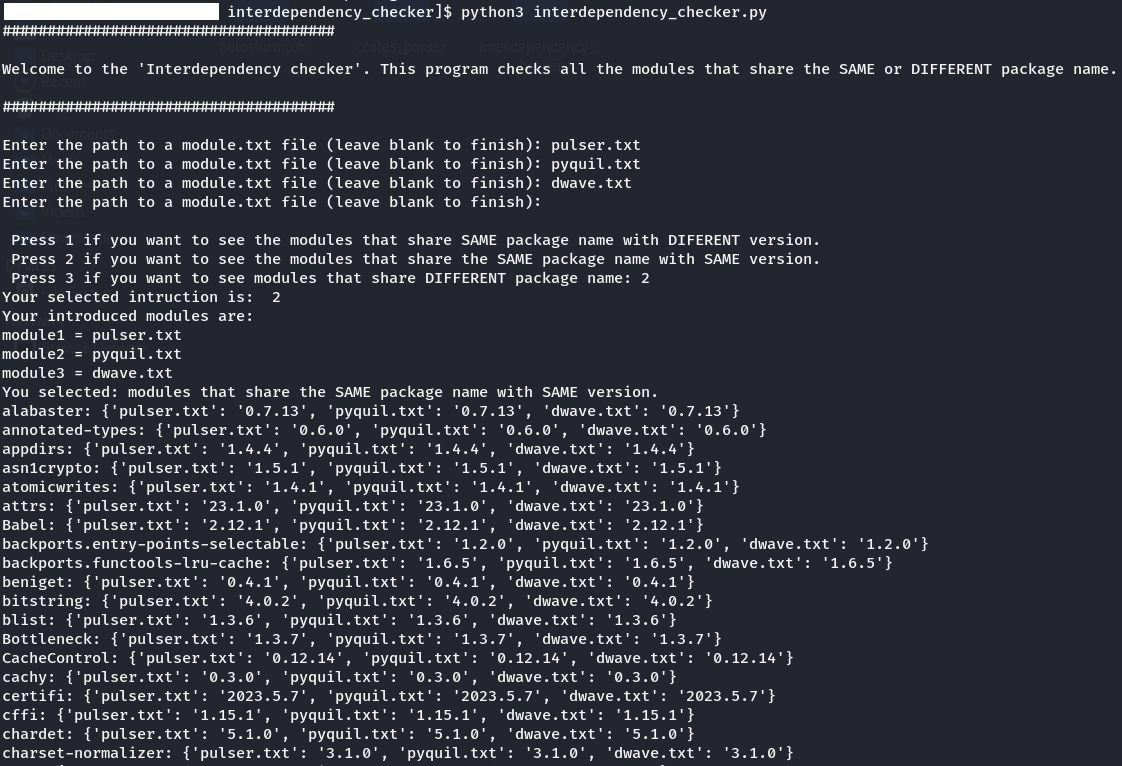 interdependency_checker]$ python3 interdependency_checker.py
#####################################
Welcome to the 'Interdependency checker'. This program checks all the modules that share the SAME or DIFFERENT package name.
#####################################
Enter the path to a module.txt file (leave blank to finish): pulser.txt
Enter the path to a module.txt file (leave blank to finish): pyquil.txt
Enter the path to a module.txt file (leave blank to finish): dwave.txt
Enter the path to a module.txt file (leave blank to finish):
Press 1 if you want to see the modules that share SAME package name with DIFERENT version.
Press 2 if you want to see the modules that share the SAME package name with SAME version.
Press 3 if you want to see modules that share DIFFERENT package name: 2
Your selected intruction is:  2
Your introduced modules are:
module1 = pulser.txt
module2 = pyquil.txt
module3 = dwave.txt
You selected: modules that share the SAME package name with SAME version.
alabaster: {'pulser.txt': '0.7.13', 'pyquil.txt': '0.7.13', 'dwave.txt': '0.7.13'}
annotated-types: {'pulser.txt': '0.6.0', 'pyquil.txt': '0.6.0', 'dwave.txt': '0.6.0'}
appdirs: {'pulser.txt': '1.4.4', 'pyquil.txt': '1.4.4', 'dwave.txt': '1.4.4'}
asn1crypto: {'pulser.txt': '1.5.1', 'pyquil.txt': '1.5.1', 'dwave.txt': '1.5.1'}
atomicwrites: {'pulser.txt': '1.4.1', 'pyquil.txt': '1.4.1', 'dwave.txt': '1.4.1'}
attrs: {'pulser.txt': '23.1.0', 'pyquil.txt': '23.1.0', 'dwave.txt': '23.1.0'}
Babel: {'pulser.txt': '2.12.1', 'pyquil.txt': '2.12.1', 'dwave.txt': '2.12.1'}
backports.entry-points-selectable: {'pulser.txt': '1.2.0', 'pyquil.txt': '1.2.0', 'dwave.txt': '1.2.0'}
backports.functools-lru-cache: {'pulser.txt': '1.6.5', 'pyquil.txt': '1.6.5', 'dwave.txt': '1.6.5'}
beniget: {'pulser.txt': '0.4.1', 'pyquil.txt': '0.4.1', 'dwave.txt': '0.4.1'}
bitstring: {'pulser.txt': '4.0.2', 'pyquil.txt': '4.0.2', 'dwave.txt': '4.0.2'}
blist: {'pulser.txt': '1.3.6', 'pyquil.txt': '1.3.6', 'dwave.txt': '1.3.6'}
Bottleneck: {'pulser.txt': '1.3.7', 'pyquil.txt': '1.3.7', 'dwave.txt': '1.3.7'}
CacheControl: {'pulser.txt': '0.12.14', 'pyquil.txt': '0.12.14', 'dwave.txt': '0.12.14'}
cachy: {'pulser.txt': '0.3.0', 'pyquil.txt': '0.3.0', 'dwave.txt': '0.3.0'}
certifi: {'pulser.txt': '2023.5.7', 'pyquil.txt': '2023.5.7', 'dwave.txt': '2023.5.7'}
cffi: {'pulser.txt': '1.15.1', 'pyquil.txt': '1.15.1', 'dwave.txt': '1.15.1'}
chardet: {'pulser.txt': '5.1.0', 'pyquil.txt': '5.1.0', 'dwave.txt': '5.1.0'}
charset-normalizer: {'pulser.txt': '3.1.0', 'pyquil.txt': '3.1.0', 'dwave.txt': '3.1.0'}